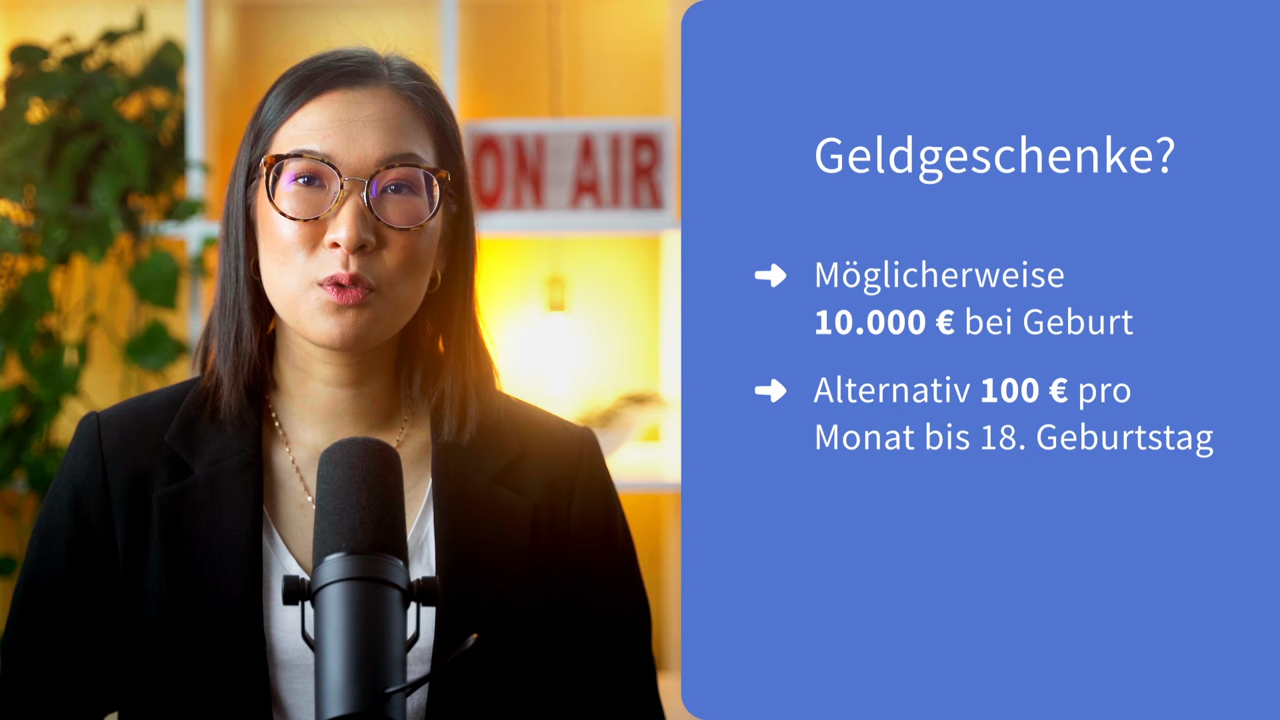 ON AIR
Geldgeschenke?
Möglicherweise
10.000 € bei Geburt
Alternativ 100 € pro
Monat bis 18. Geburtstag